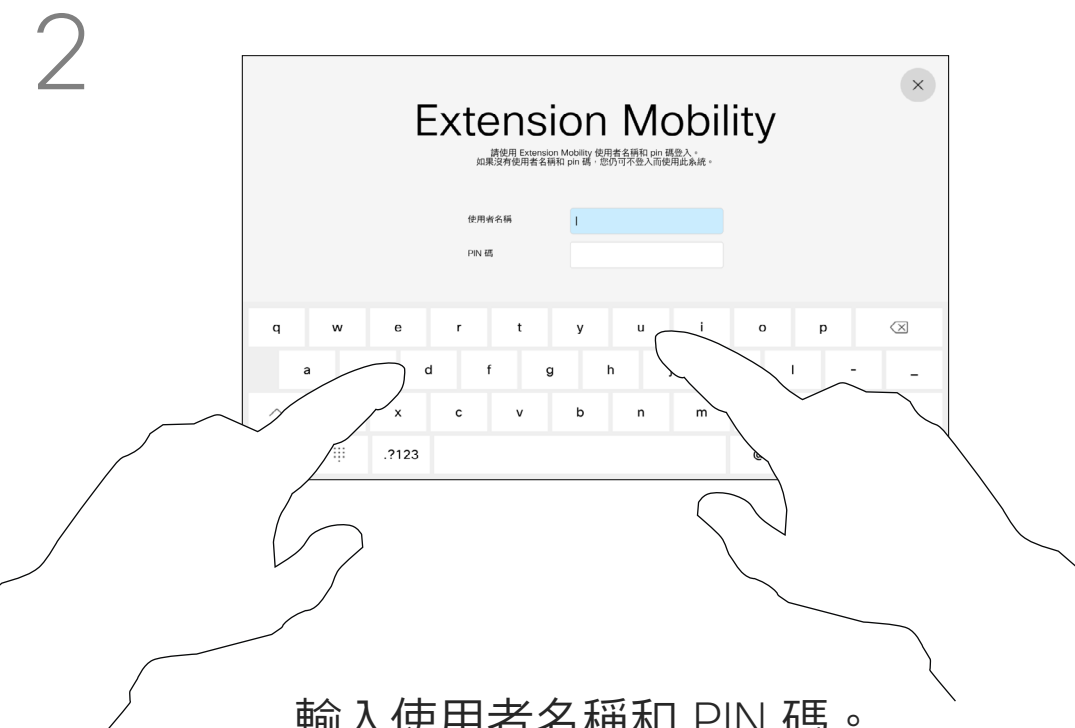 2
Extension Mobility
請使用 Extension Mobility 使用者名稱和 pin 碼登入。
如果沒有使用者名稱和 pin 碼，您仍可不登入而使用此系統。
使用者名稱
PIN 碼
q w e r t y u i o p
a d f g h l - _
x c v b n m
.?123 @
輸入使用者名稱和 PIN 碼。